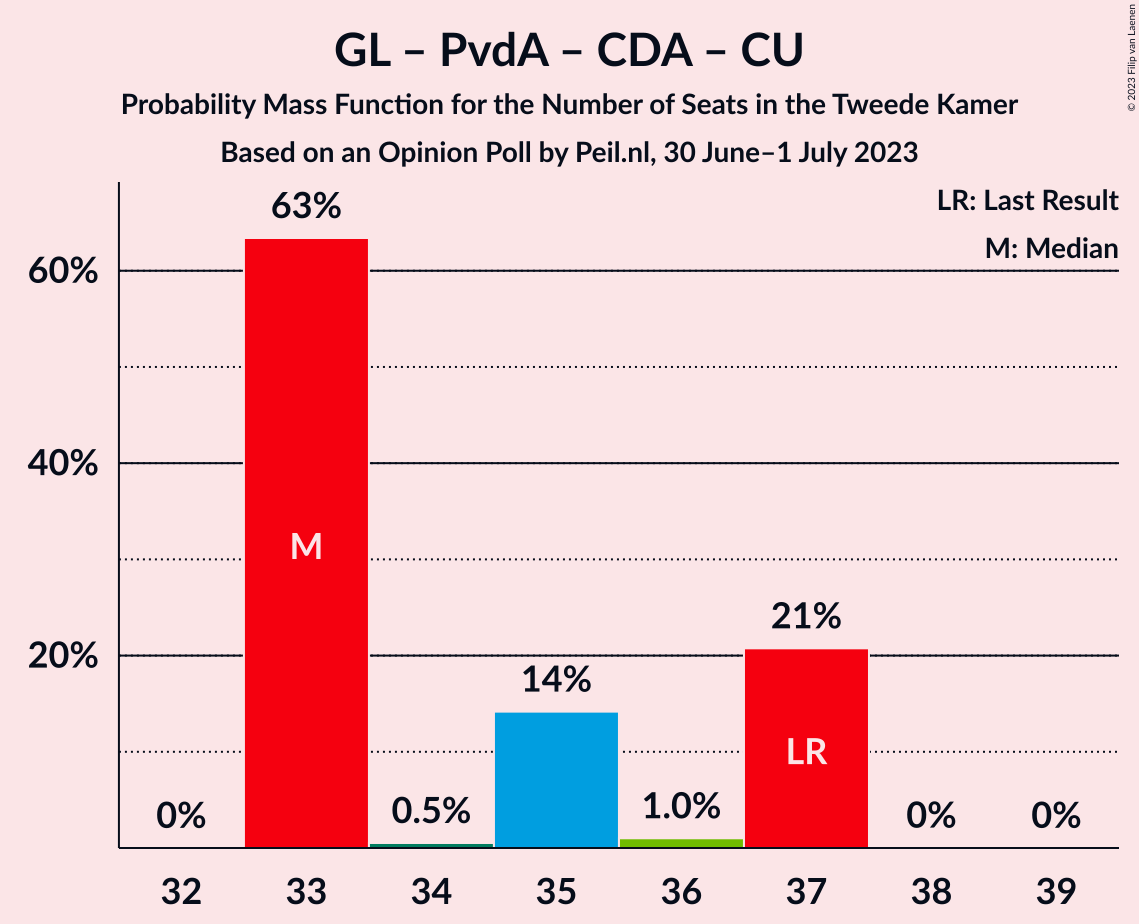 GL – PvdA – CDA – CU
Probability Mass Function for the Number of Seats in the Tweede Kamer
Based on an Opinion Poll by Peil.nl, 30 June–1 July 2023
© 2023 Filip van Laenen
LR: Last Result
M: Median
60%
40%
20%
0%
63%
M
0.5%
14%
1.0%
21%
LR
0%
0%
32
33
34
35
36
37
38
39